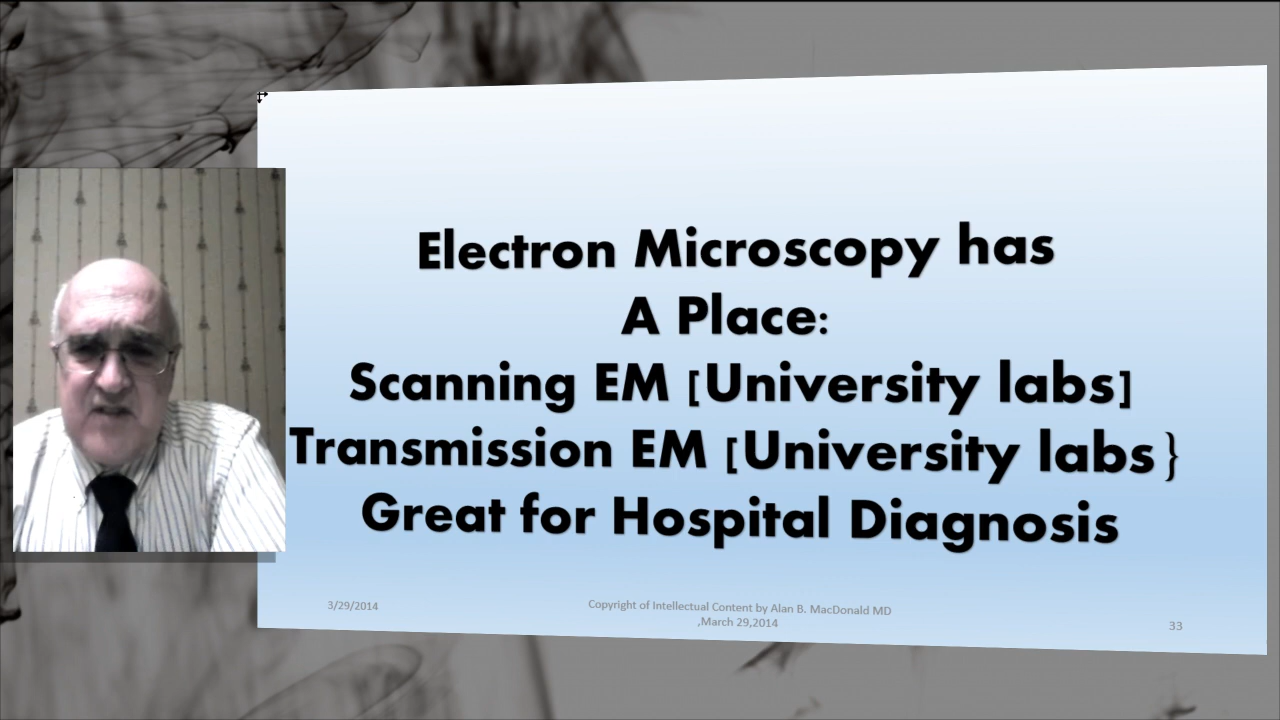 Electron Microscopy has
A Place:
Scanning EM [University labs]
Transmission EM [University labs}
Great for Hospital Diagnosis
3/29/2014
Copyright of Intellectual Content by Alan B. MacDonald MD
,March 29,2014
33